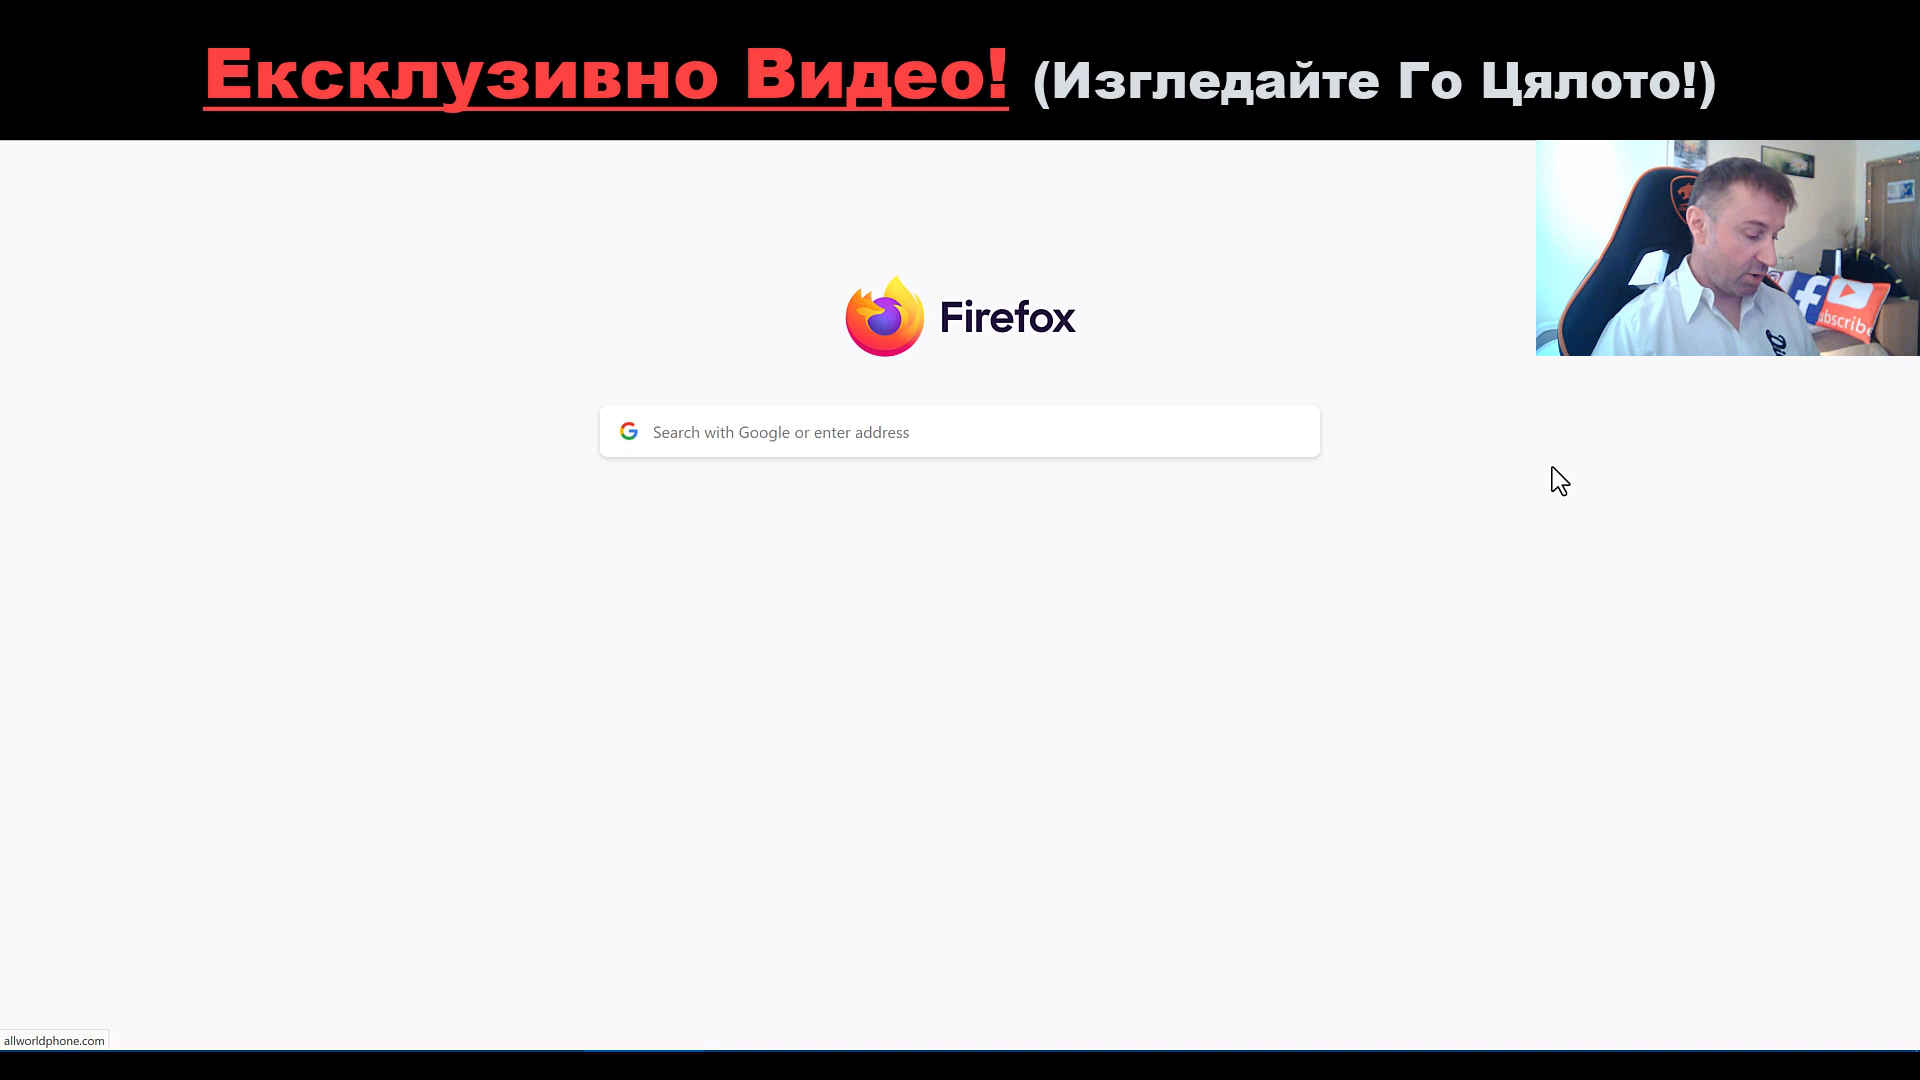 Ексклузивно Видео! (Изгледайте Го Цялото!)
Firefox
Search with Google or enter address
allworldphone.com